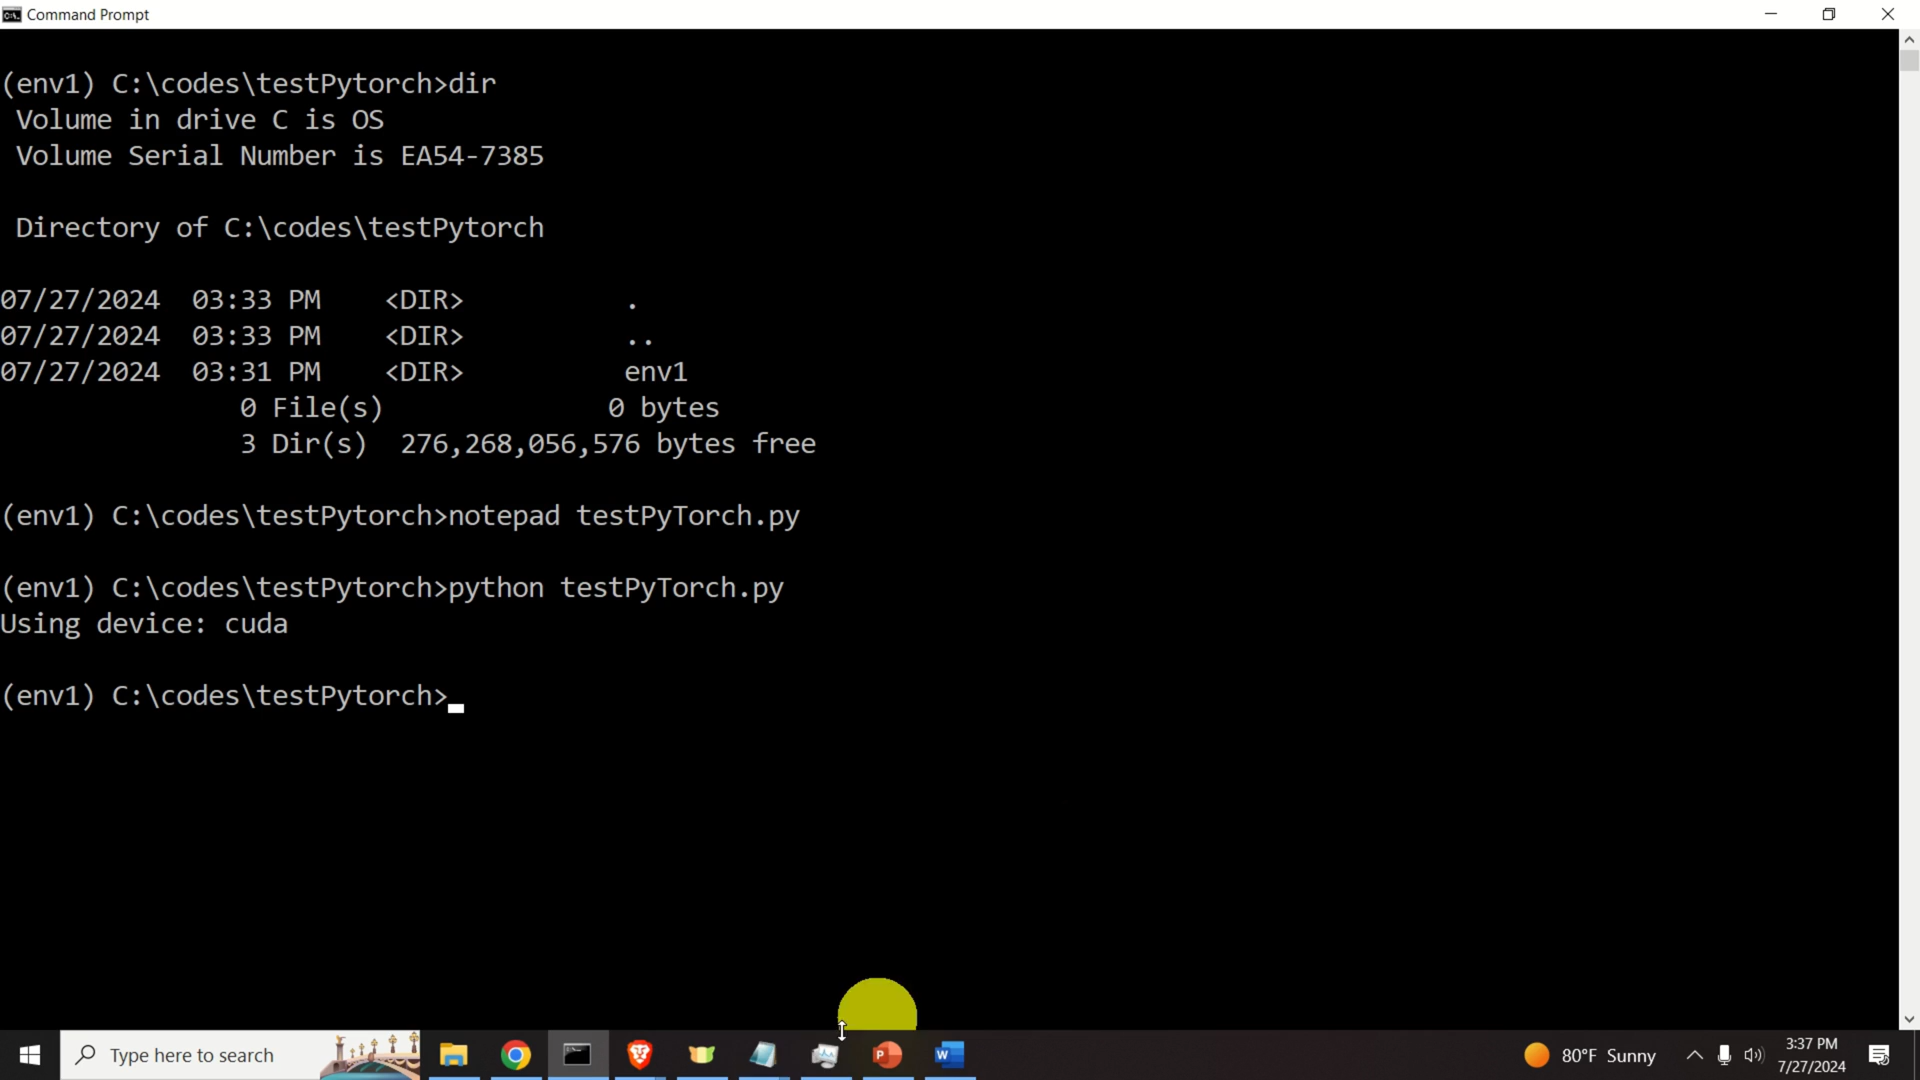 Command Prompt
(env1) C:\codes\testPytorch>dir
Volume in drive C is OS
Volume Serial Number is EA54-7385
Directory of C:\codes\testPytorch
07/27/2024  03:33 PM    <DIR>          .
07/27/2024  03:33 PM    <DIR>          ..
07/27/2024  03:31 PM    <DIR>          env1
0 File(s)              0 bytes
3 Dir(s)  276,268,056,576 bytes free
(env1) C:\codes\testPytorch>notepad testPyTorch.py
(env1) C:\codes\testPytorch>python testPyTorch.py
Using device: cuda
(env1) C:\codes\testPytorch>
Type here to search
80°F Sunny
3:37 PM
7/27/2024